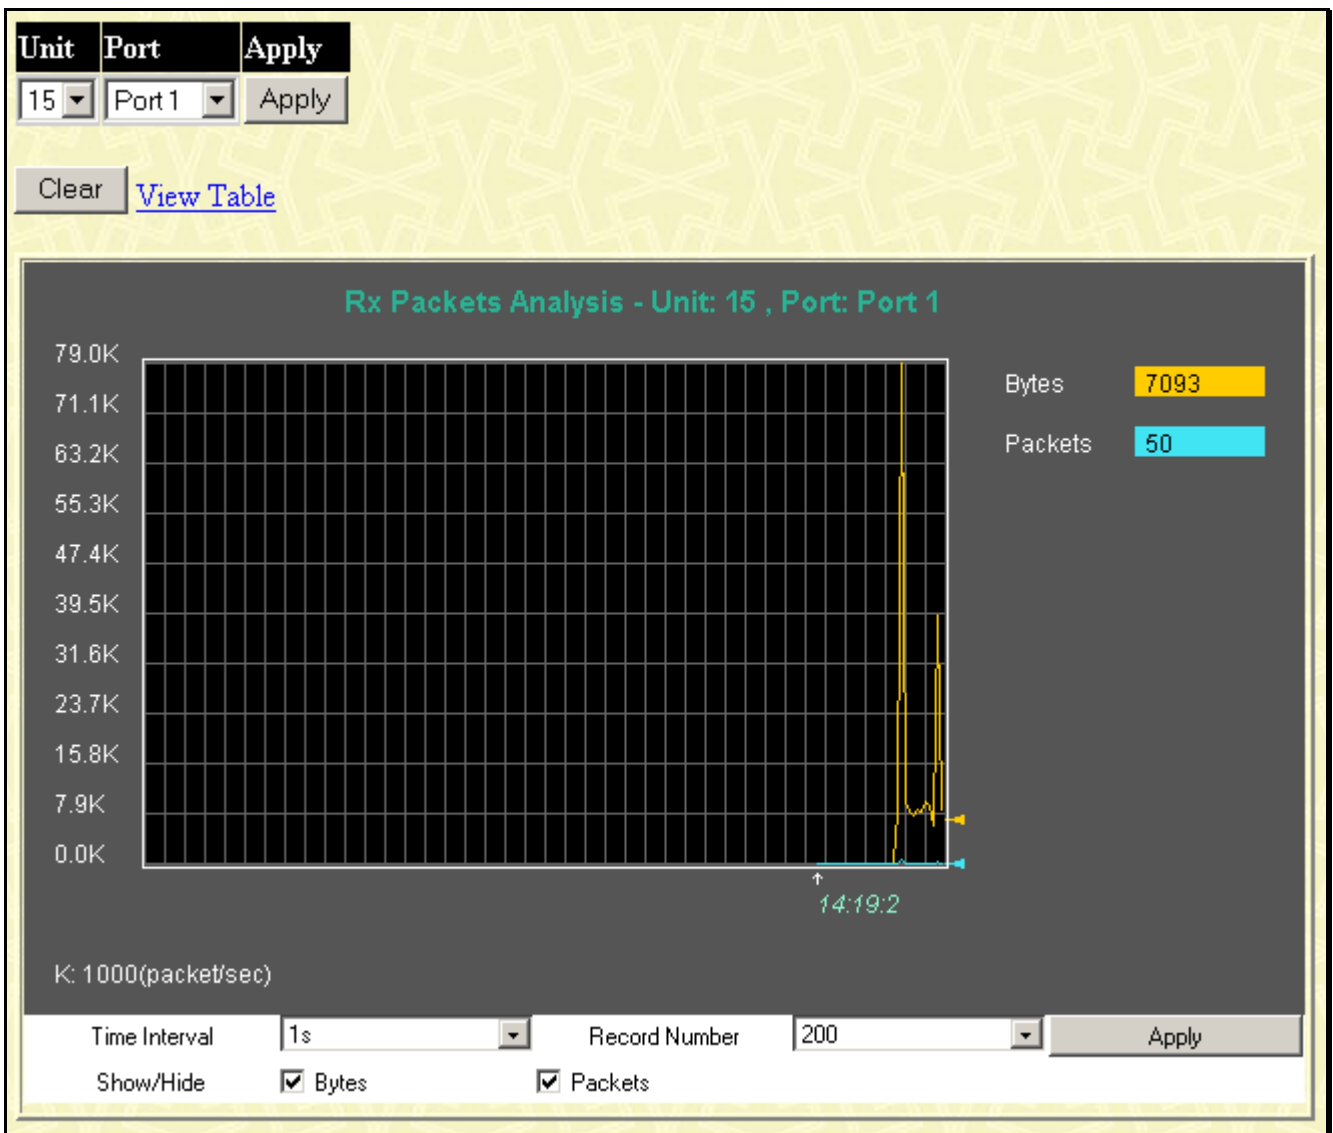 Unit Port Apply
15 Port 1 Apply
Clear View Table
Rx Packets Analysis - Unit: 15 , Port: Port 1
79.0K
Bytes 7093
71.1K
Packets 50
63.2K
55.3K
47.4K
39.5K
31.6K
23.7K
15.8K
7.9K
0.0K
14:19:2
K: 1000(packet/sec)
Time Interval 1s Record Number 200 Apply
Show/Hide Bytes Packets